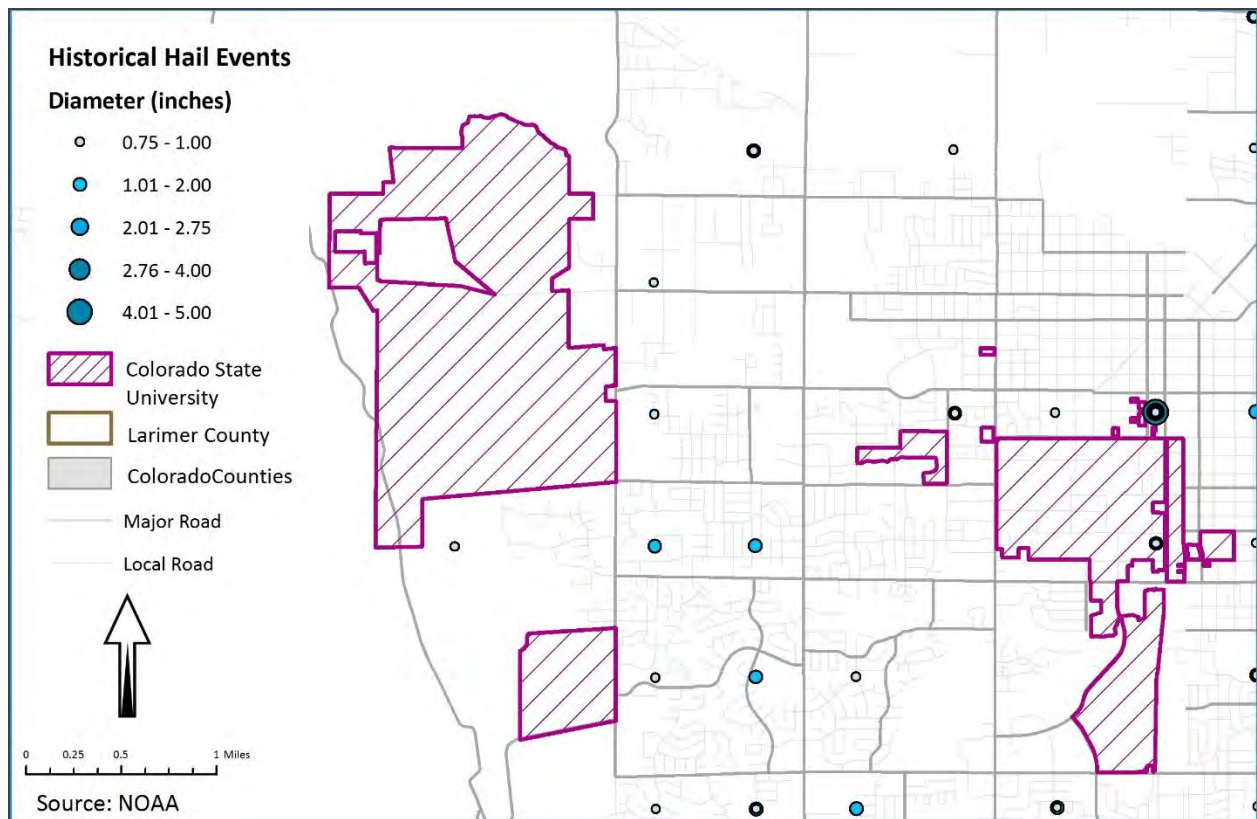 Historical Hail Events
Diameter (inches)
0.75 - 1.00
1.01 - 2.00
2.01 - 2.75
2.76 - 4.00
4.01 - 5.00
Colorado State
University
Larimer County
ColoradoCounties
Major Road
Local Road
0 0.25 0.5 1 Miles
Source: NOAA